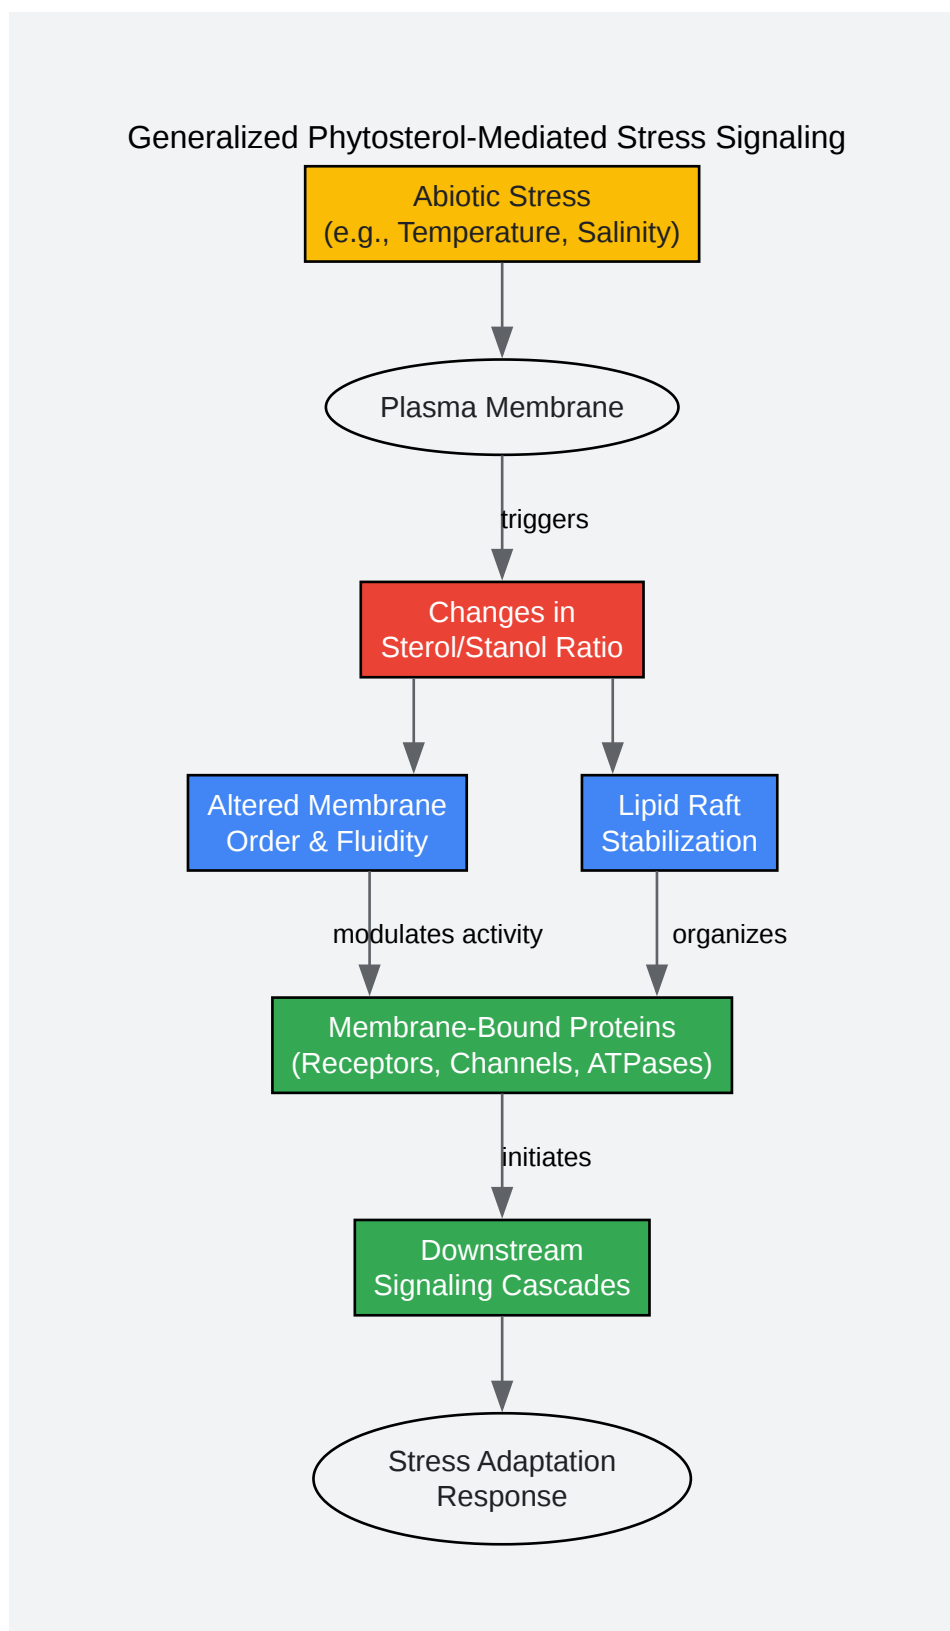 Generalized Phytosterol-Mediated Stress Signaling
Abiotic Stress
(e.g., Temperature, Salinity)
Plasma Membrane
triggers
Changes in
Sterol/Stanol Ratio
Altered Membrane
Order & Fluidity
Lipid Raft
Stabilization
modulates activity
organizes
Membrane-Bound Proteins
(Receptors, Channels, ATPases)
initiates
Downstream
Signaling Cascades
Stress Adaptation
Response